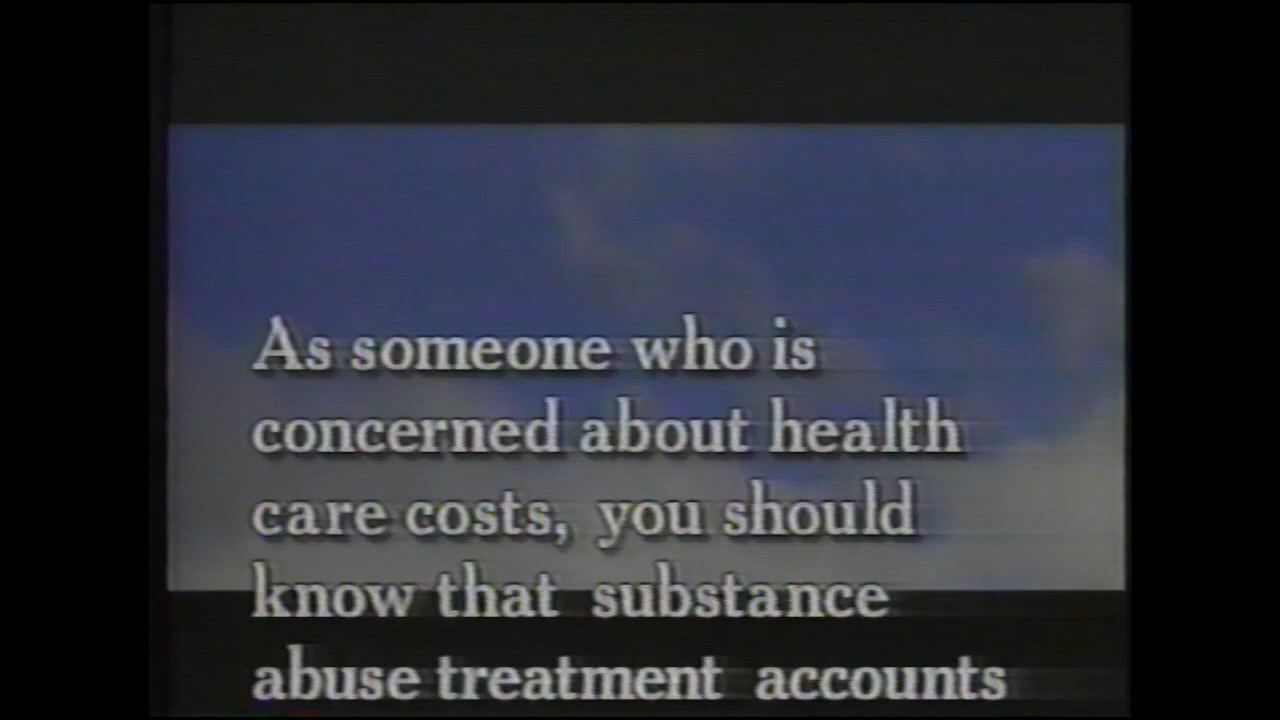 As someone who is
concerned about health
care costs, you should
know that substance
abuse treatment accounts